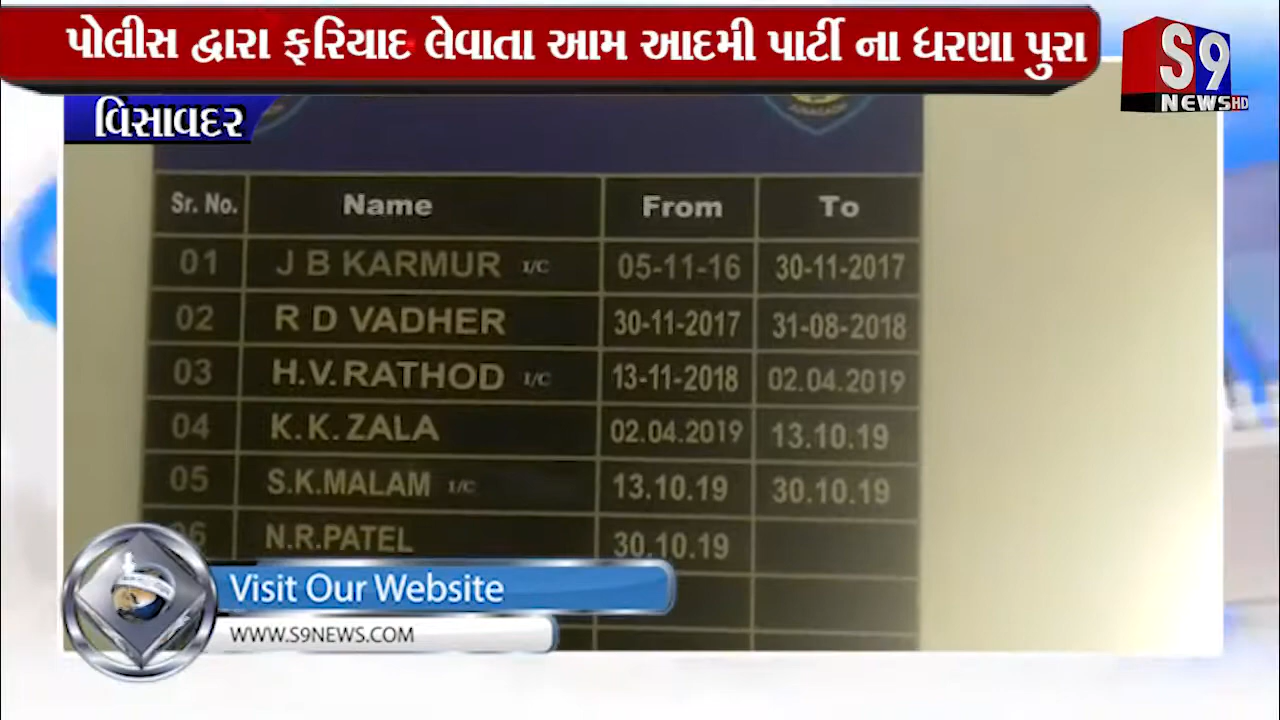 પોલીસ દ્વારા ફરિયાદ લેવાતા આમ આદમી પાર્ટી ના ધરણા પુરા
S9
NEWS HD
વિસાવદર
Sr. No. Name From To
01 J B KARMUR I/C 05-11-16 30-11-2017
02 R D VADHER 30-11-2017 31-08-2018
03 H.V.RATHOD I/C 13-11-2018 02.04.2019
04 K.K.ZALA 02.04.2019 13.10.19
05 S.K.MALAM I/C 13.10.19 30.10.19
06 N.R.PATEL 30.10.19
Visit Our Website
WWW.S9NEWS.COM